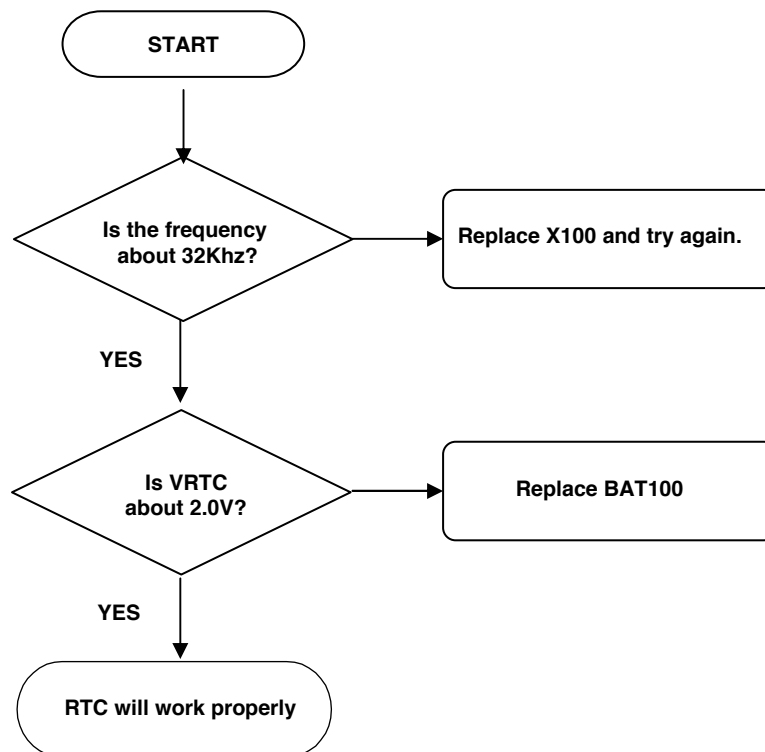 START
Is the frequency
about 32Khz?
Replace X100 and try again.
YES
Is VRTC
about 2.0V?
Replace BAT100
YES
RTC will work properly